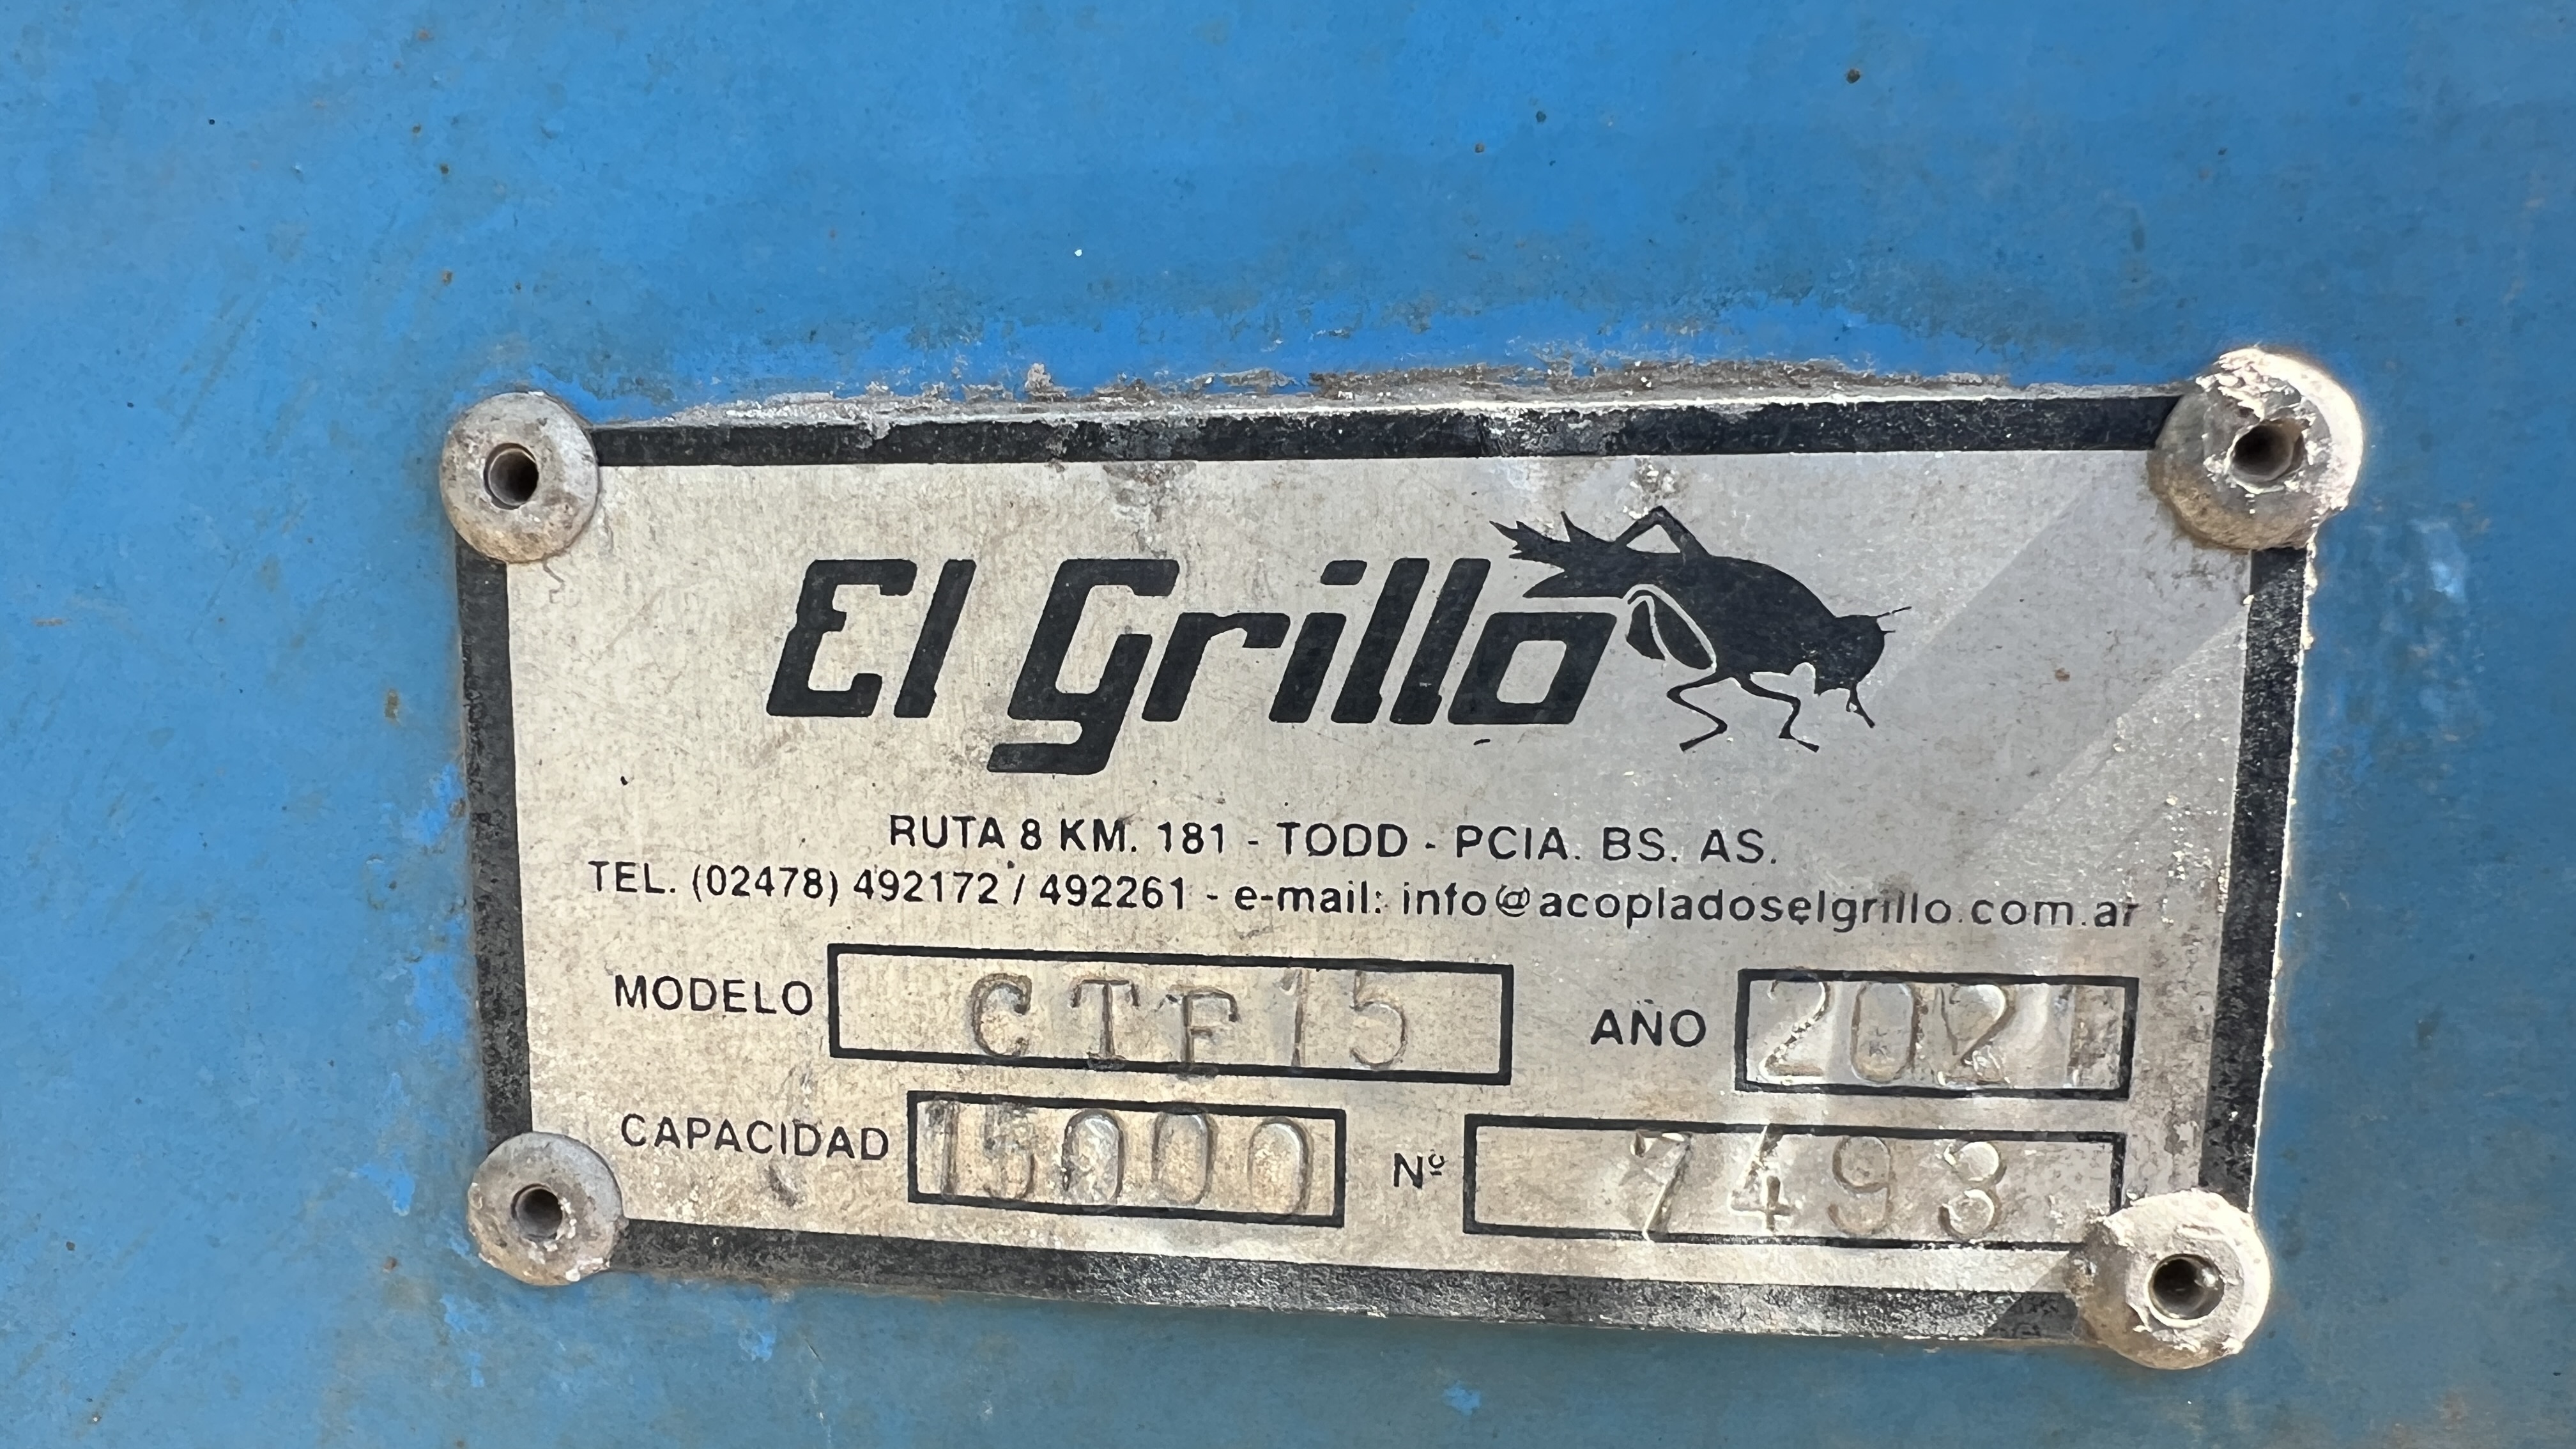 El Grillo
RUTA 8 KM. 181 - TODD - PCIA. BS. AS.
TEL. (02478) 492172 / 492261 - e-mail: info@acopladoselgrillo.com.ar
MODELO CTF15 AÑO 2021
CAPACIDAD 15000 Nº 7493